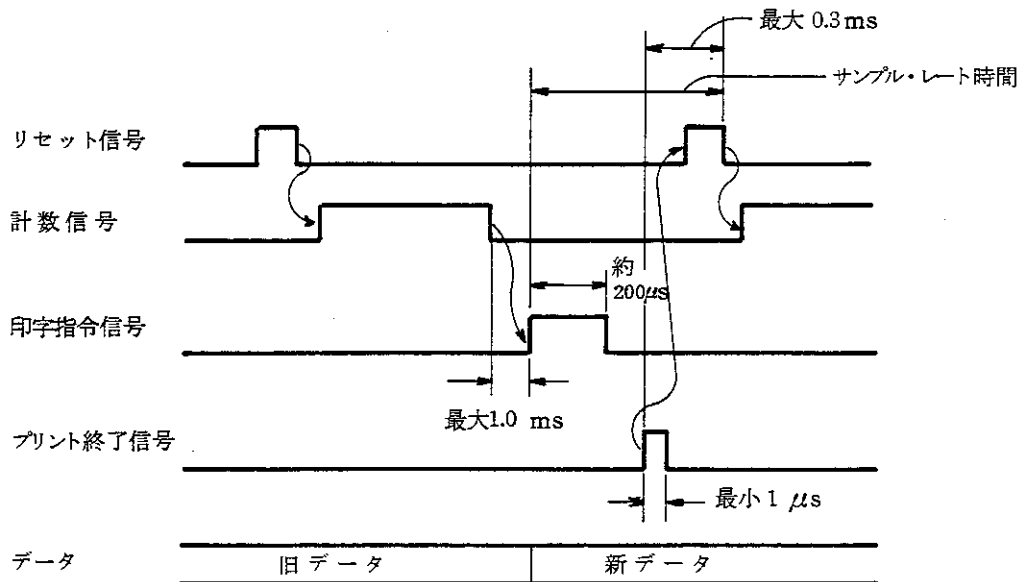 最大 0.3 ms
サンプル・レート時間
リセット信号
計数信号
約
200μs
印字指令信号
最大1.0 ms
プリント終了信号
最小 1 μs
データ
旧データ
新データ